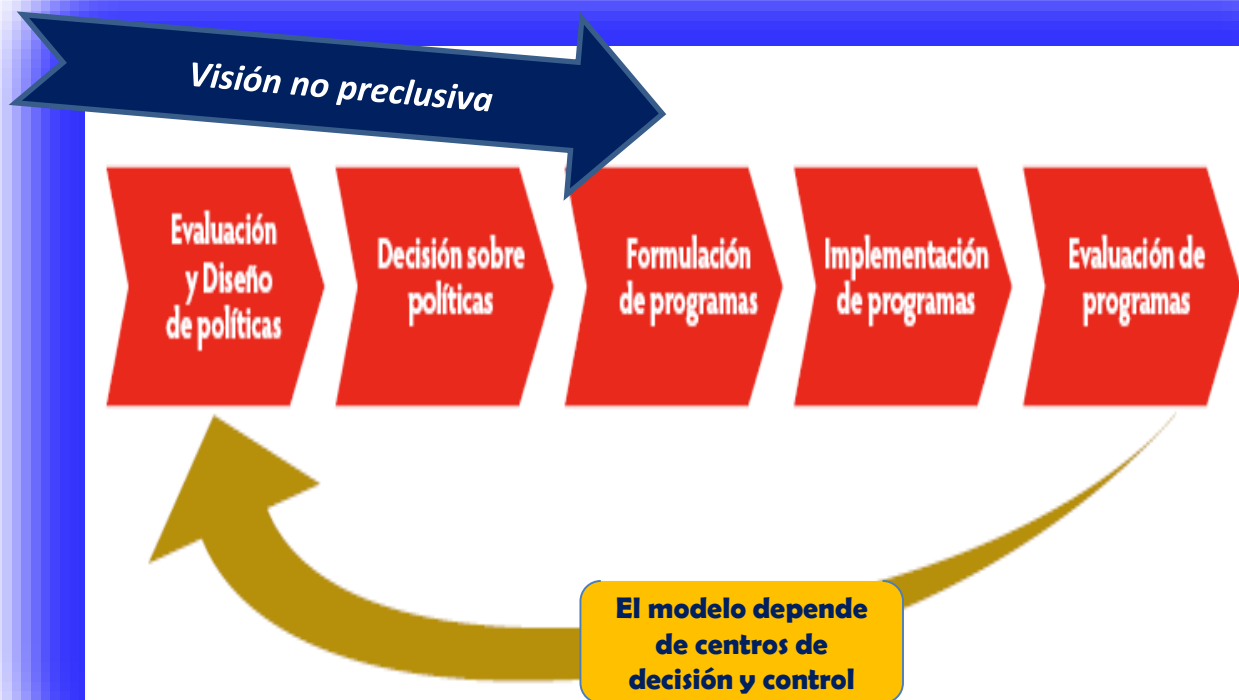 Visión no preclusiva
Evaluación
y Diseño
de políticas
Decisión sobre
políticas
Formulación
de programas
Implementación
de programas
Evaluación de
programas
El modelo depende
de centros de
decisión y control